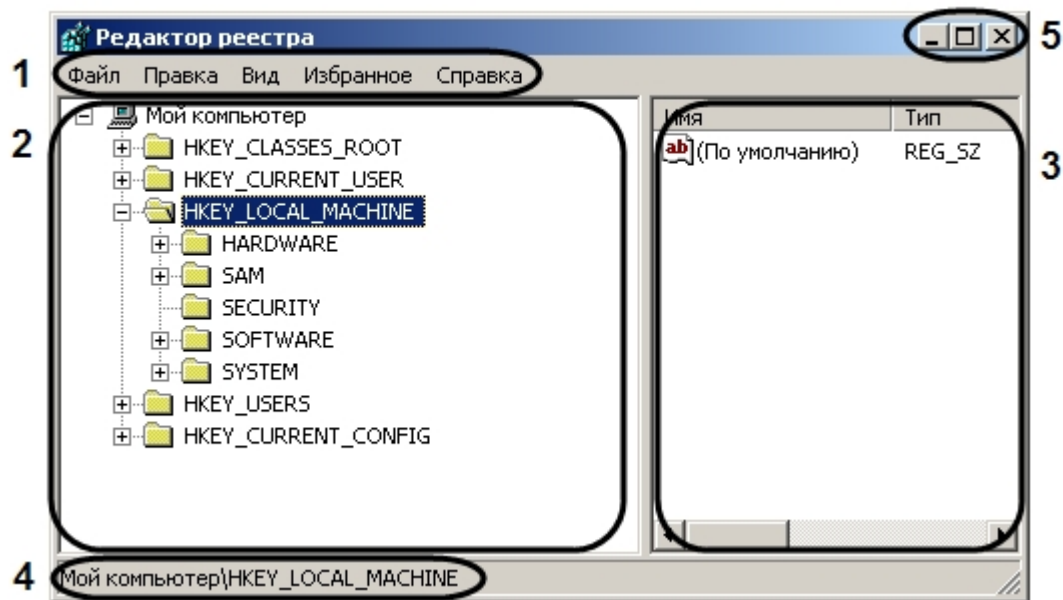 Редактор реестра
5
1
Файл Правка Вид Избранное Справка
2
Мой компьютер
HKEY_CLASSES_ROOT
HKEY_CURRENT_USER
HKEY_LOCAL_MACHINE
HARDWARE
SAM
SECURITY
SOFTWARE
SYSTEM
HKEY_USERS
HKEY_CURRENT_CONFIG
Имя Тип
ab (По умолчанию) REG_SZ
3
4
Мой компьютер\HKEY_LOCAL_MACHINE